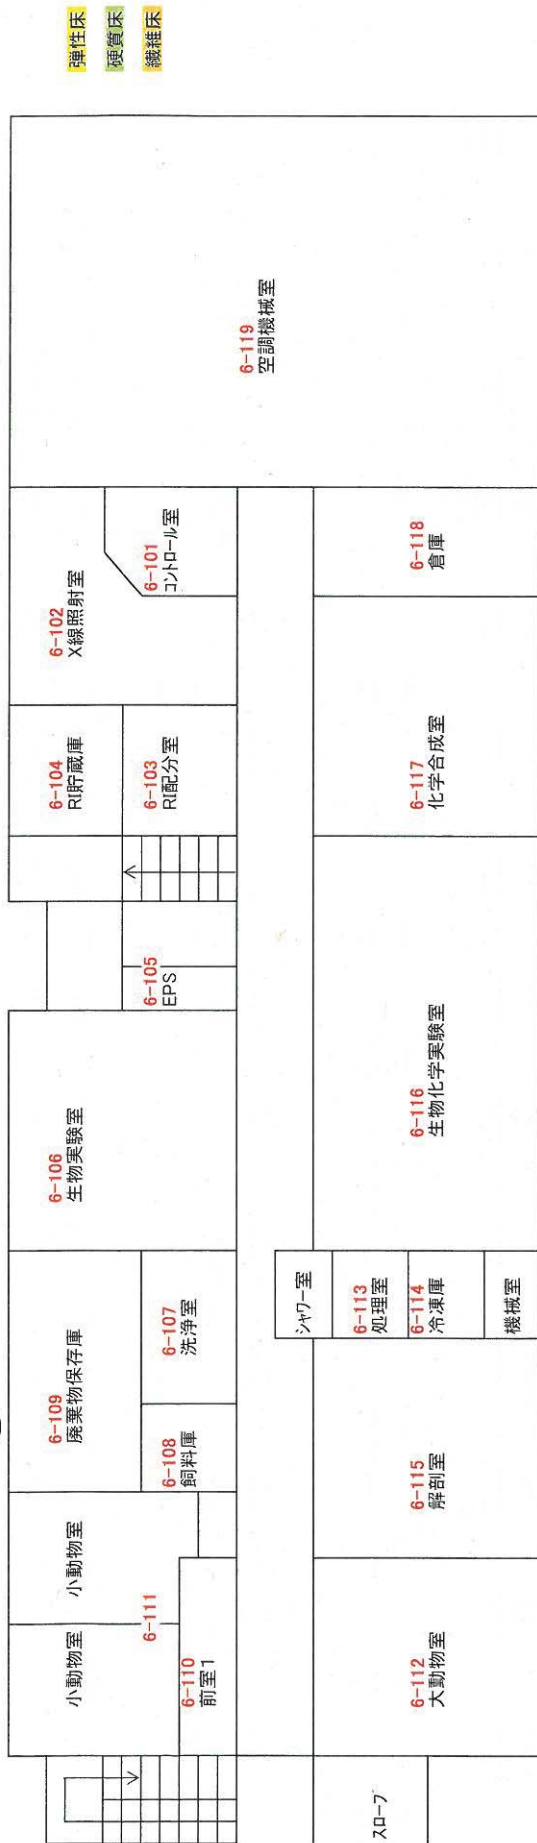 弾性床
硬質床
繊維床
6-119
空調機械室
6-102
X線照射室
6-101
コントロール室
6-104
RI貯蔵庫
6-103
RI配分室
6-105
EPS
6-106
生物実験室
6-109
廃棄物保存庫
6-107
洗浄室
6-108
飼料庫
小動物室
小動物室
6-111
6-110
前室1
6-118
倉庫
6-117
化学合成室
6-116
生物化学実験室
シャワー室
6-113
処理室
6-114
冷凍庫
機械室
6-115
解剖室
6-112
大動物室
スロープ